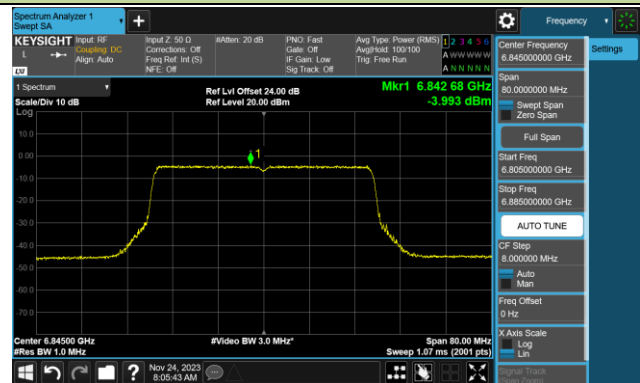 Spectrum Analyzer 1
Swept SA
Frequency
KEYSIGHT
L
Input: RF
Coupling: DC
Align: Auto
Input Z: 50 Ω
Corrections: Off
Freq Ref: Int (S)
NFE: Off
#Atten: 20 dB
PNO: Fast
Gate: Off
IF Gain: Low
Sig Track: Off
Avg Type: Power (RMS)
Avg|Hold: 100/100
Trig: Free Run
1 2 3 4 5 6
A W W W W W
A N N N N N
LXI
1 Spectrum
Scale/Div 10 dB
Log
Ref Lvl Offset 24.00 dB
Ref Level 20.00 dBm
Mkr1 6.842 68 GHz
-3.993 dBm
10.0
0.00
-10.0
-20.0
-30.0
-40.0
-50.0
-60.0
-70.0
1
Center 6.84500 GHz
#Res BW 1.0 MHz
#Video BW 3.0 MHz*
Span 80.00 MHz
Sweep 1.07 ms (2001 pts)
Center Frequency
6.845000000 GHz
Span
80.0000000 MHz
Swept Span
Zero Span
Full Span
Start Freq
6.805000000 GHz
Stop Freq
6.885000000 GHz
AUTO TUNE
CF Step
8.000000 MHz
Auto
Man
Freq Offset
0 Hz
X Axis Scale
Log
Lin
Signal Track
(Span Zoom)
Settings
?
Nov 24, 2023
8:05:43 AM